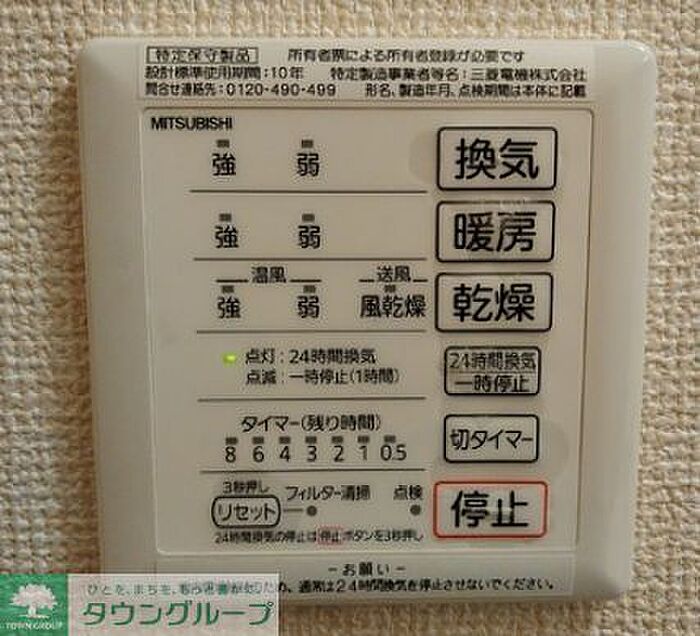 特定保守製品 所有者票による所有者登録が必要です
設計標準使用期間:10年 特定製造事業者等名:三菱電機株式会社
問合せ連絡先:0120-490-499 形名、製造年月、点検期間は本体に記載
MITSUBISHI
強 弱 換気
強 弱 暖房
温風 送風
強 弱 風乾燥 乾燥
点灯:24時間換気
点滅:一時停止(1時間)
24時間換気
一時停止
タイマー(残り時間)
8 6 4 3 2 1 0.5
切タイマー
3秒押し
リセット フィルター清掃 点検
停止
24時間換気の停止は停止ボタンを3秒押し
-お願い-
ため、通常は24時間換気を停止させないでください。
ひとを、まちを、もっと笑顔に
タウングループ
TOWN GROUP